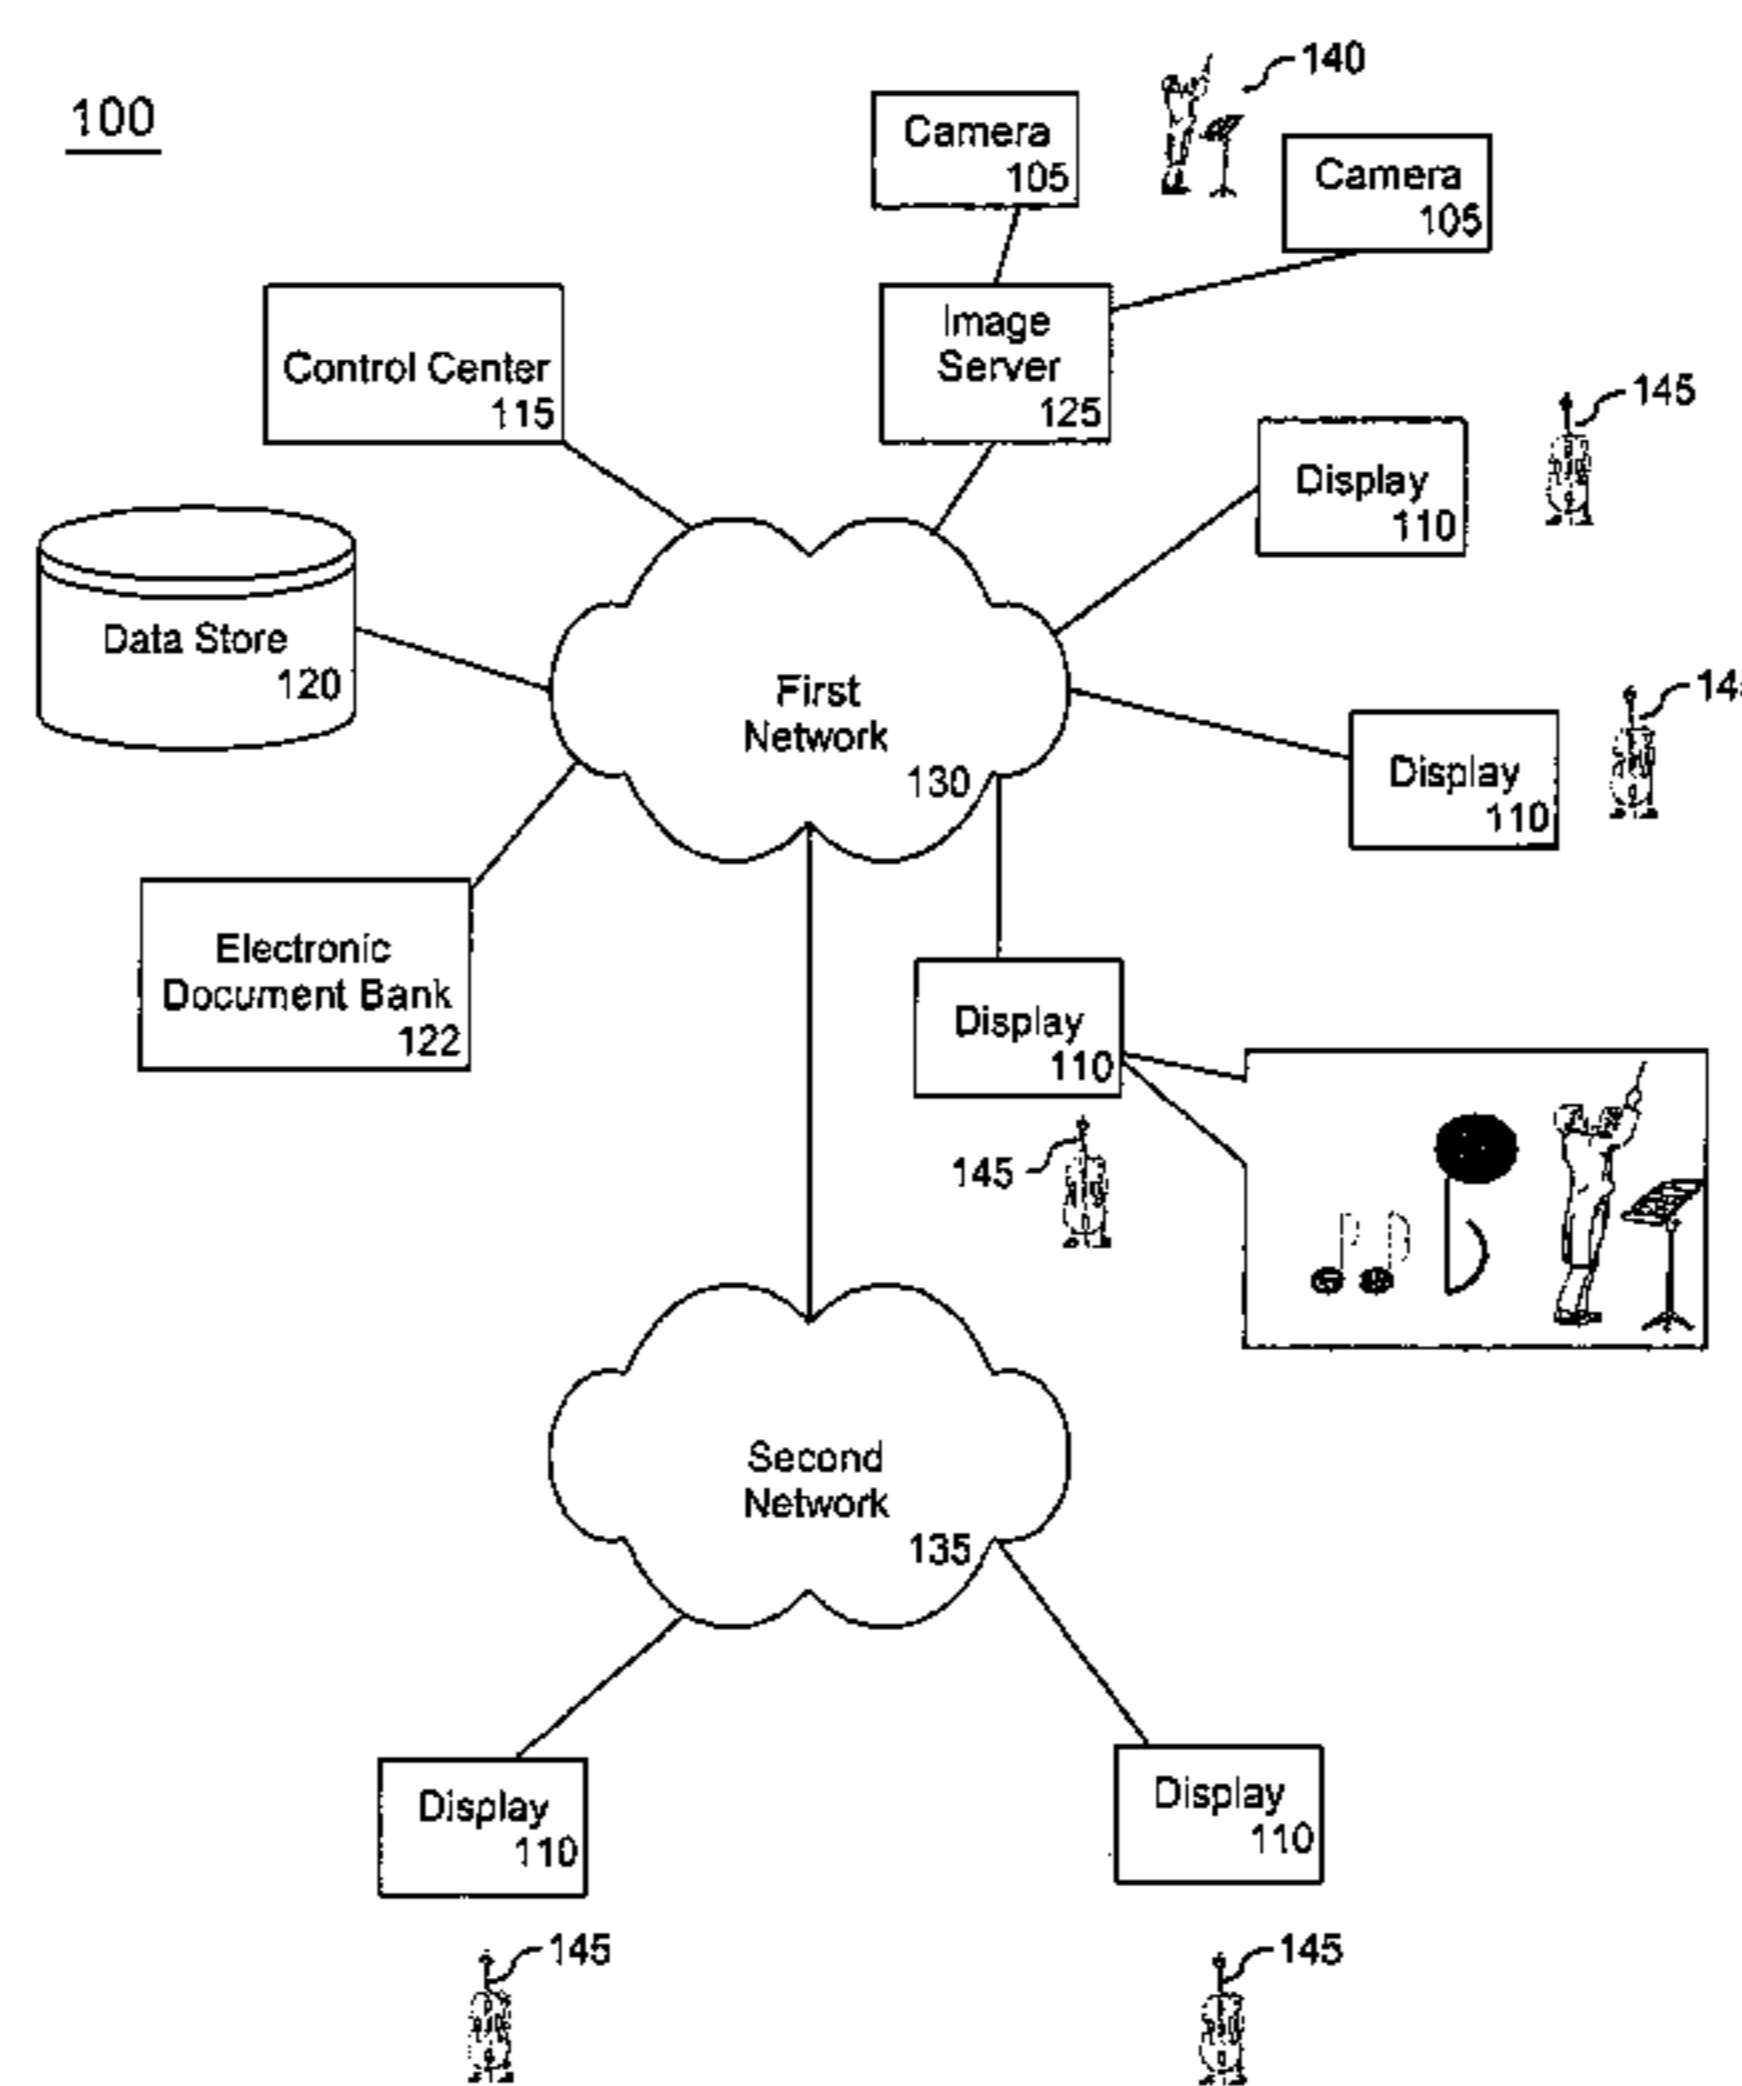 100
140
Camera
105
Camera
105
Control Center
115
Image
Server
125
145
Display
110
Data Store
120
First
Network
130
Display
110
Electronic
Document Bank
122
Display
110
145
Second
Network
135
Display
110
Display
110
145
145